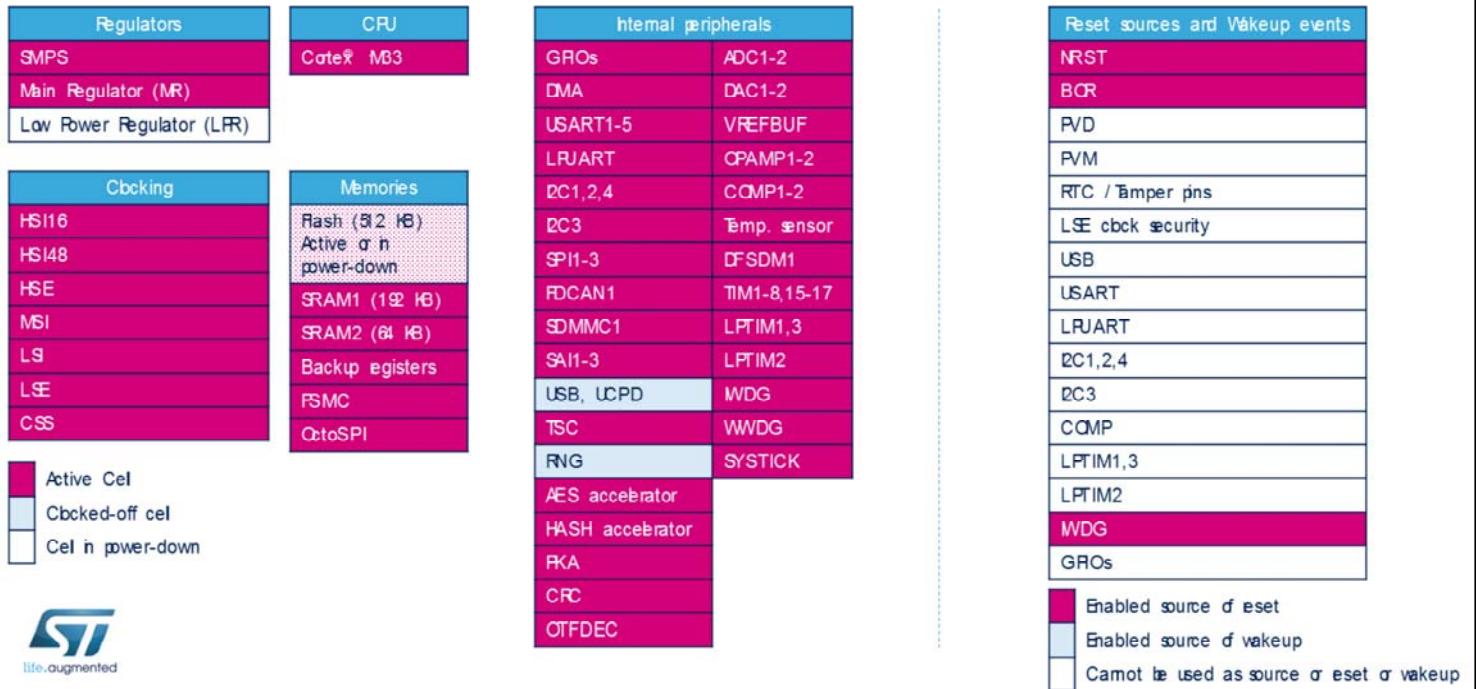 Regulators
SMPS
Main Regulator (MR)
Low Power Regulator (LPR)
Clocking
HSI16
HSI48
HSE
MSI
LSI
LSE
CSS
Active Cell
Clocked-off cell
Cell in power-down
life.augmented
CPU
Cortex® M33
Memories
Flash (512 KB)
Active or in
power-down
SRAM1 (192 KB)
SRAM2 (64 KB)
Backup registers
FSMC
OctoSPI
Internal peripherals
GPIOs ADC1-2
DMA DAC1-2
USART1-5 VREFBUF
LPUART OPAMP1-2
I2C1,2,4 COMP1-2
I2C3 Temp. sensor
SPI1-3 DFSDM1
FDCAN1 TIM1-8,15-17
SDMMC1 LPTIM1,3
SAI1-3 LPTIM2
USB, UCPD IWDG
TSC WWDG
RNG SYSTICK
AES accelerator
HASH accelerator
PKA
CRC
OTFDEC
Reset sources and Wakeup events
NRST
BOR
PVD
PVM
RTC / Tamper pins
LSE clock security
USB
USART
LPUART
I2C1,2,4
I2C3
COMP
LPTIM1,3
LPTIM2
IWDG
GPIOs
Enabled source of reset
Enabled source of wakeup
Cannot be used as source or reset or wakeup